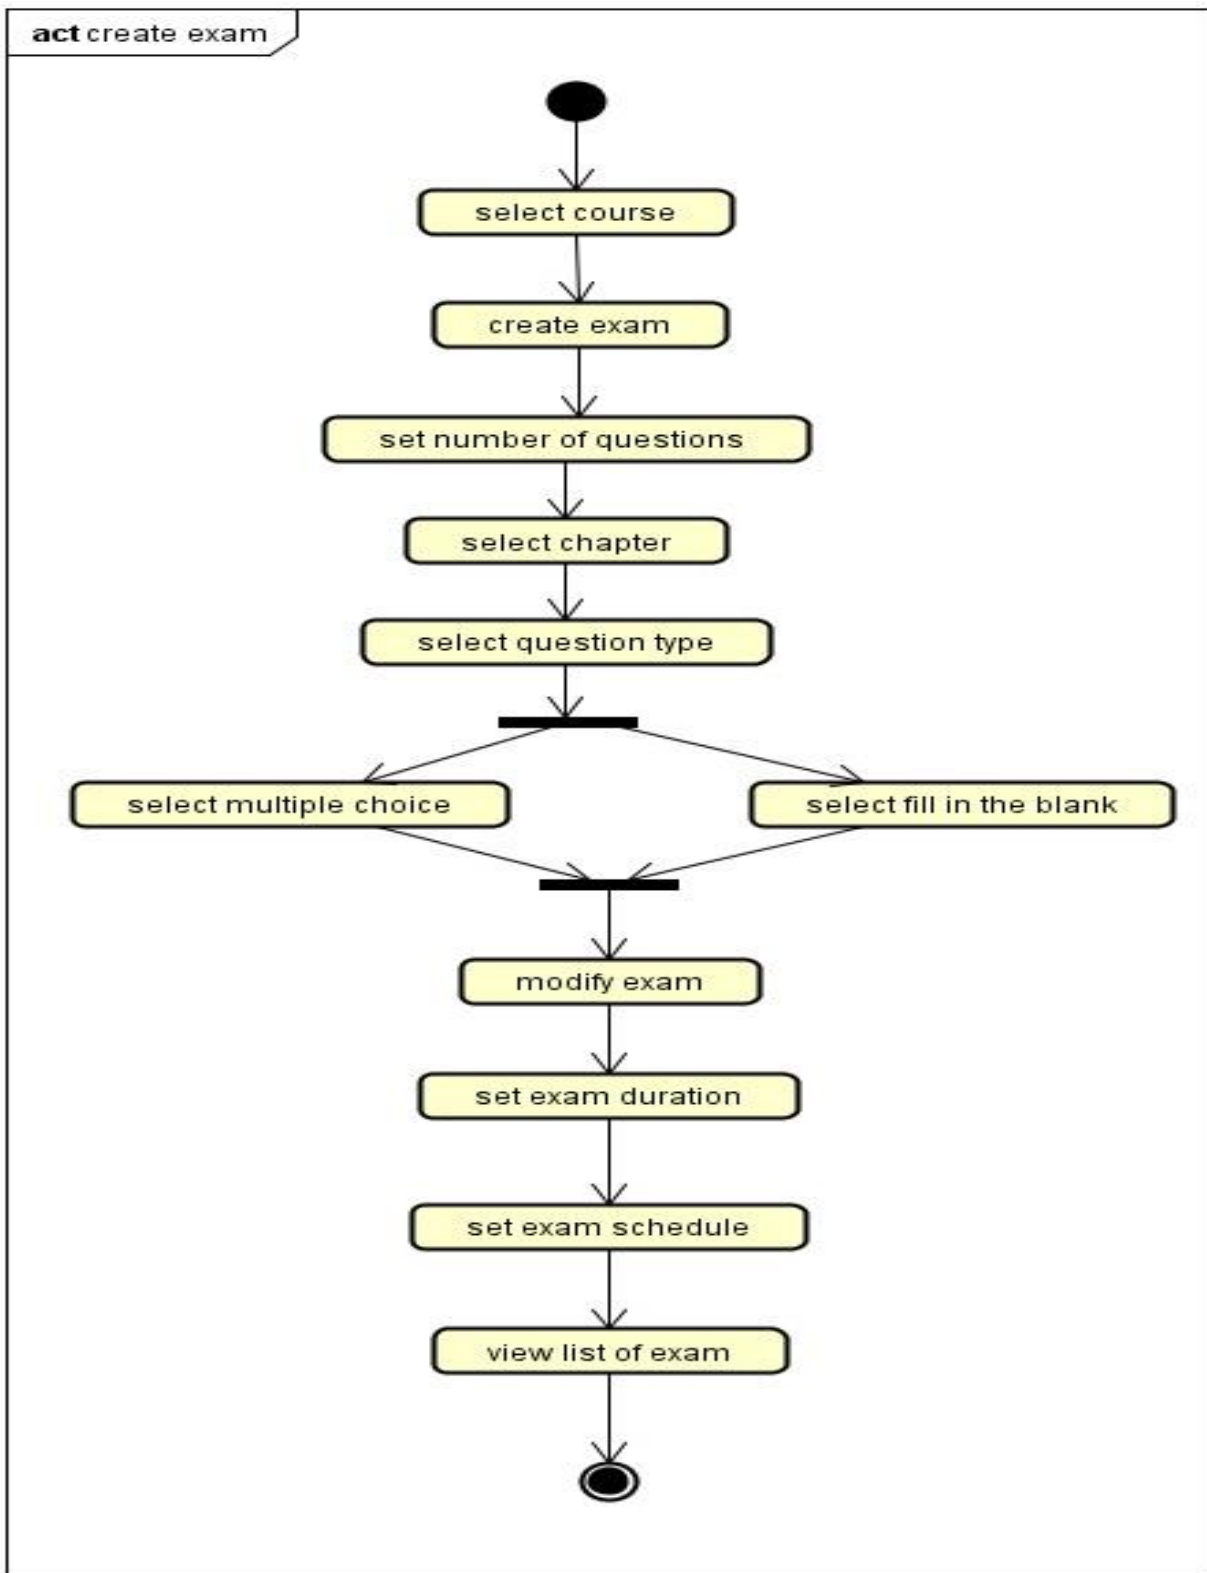 act create exam
select course
create exam
set number of questions
select chapter
select question type
select multiple choice
select fill in the blank
modify exam
set exam duration
set exam schedule
view list of exam